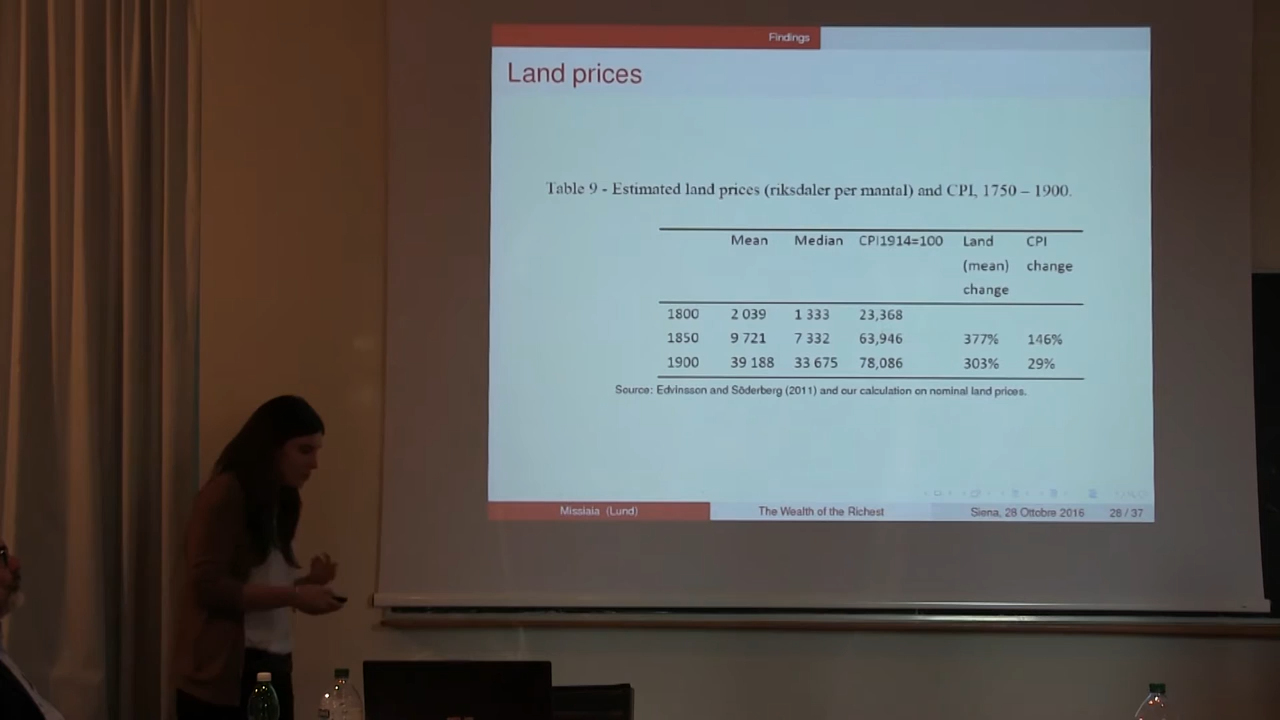 Findings
Land prices
Table 9 - Estimated land prices (riksdaler per mantal) and CPI, 1750 – 1900.
Mean Median CPI1914=100 Land (mean) change CPI change
1800 2 039 1 333 23,368
1850 9 721 7 332 63,946 377% 146%
1900 39 188 33 675 78,086 303% 29%
Source: Edvinsson and Söderberg (2011) and our calculation on nominal land prices.
Missiaia (Lund) The Wealth of the Richest Siena, 28 Ottobre 2016 28 / 37